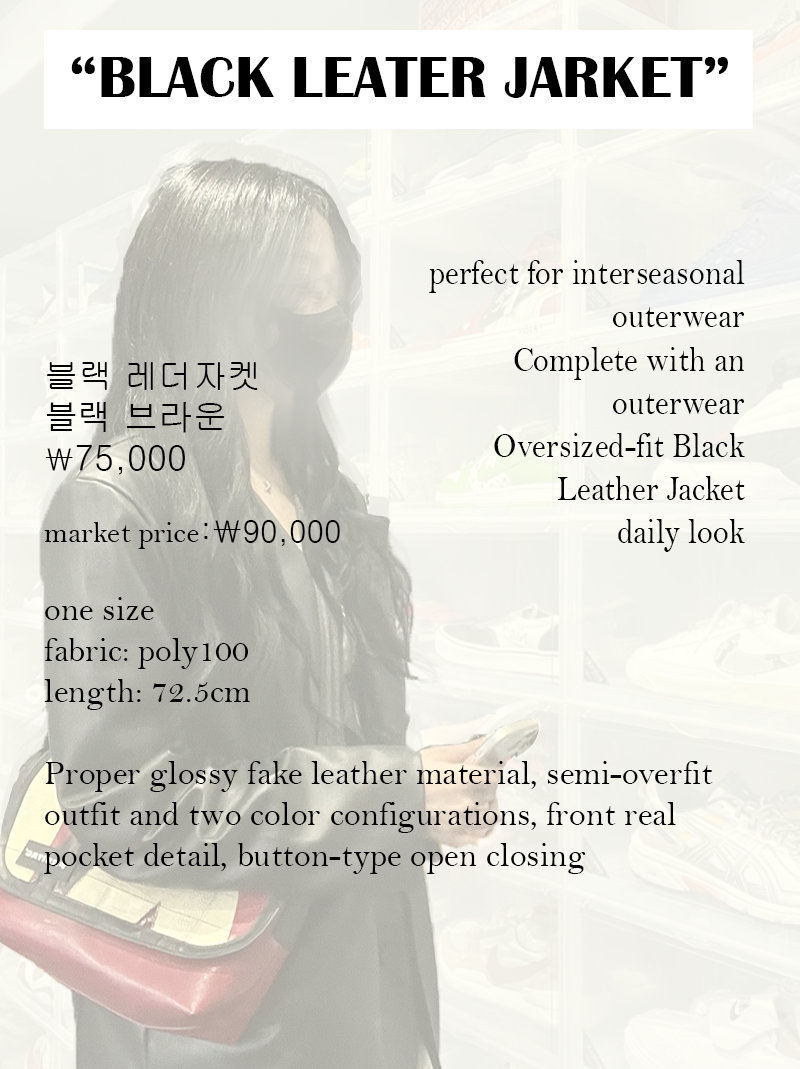 “BLACK LEATER JARKET”
perfect for interseasonal
outerwear
Complete with an
outerwear
Oversized-fit Black
Leather Jacket
daily look
블랙 레더자켓
블랙 브라운
₩75,000
market price:₩90,000
one size
fabric: poly100
length: 72.5cm
Proper glossy fake leather material, semi-overfit
outfit and two color configurations, front real
pocket detail, button-type open closing